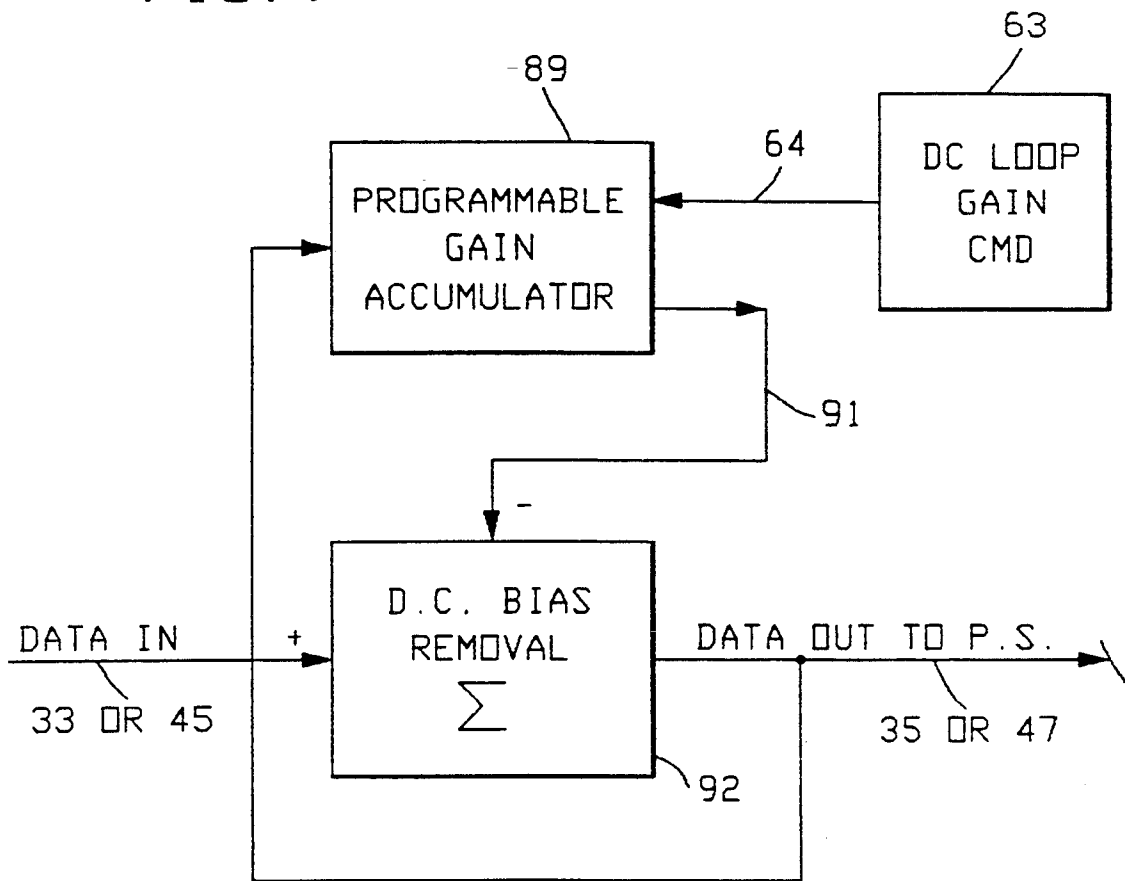 63
89
64
DC LOOP
GAIN
CMD
PROGRAMMABLE
GAIN
ACCUMULATOR
91
-
D.C. BIAS
REMOVAL
Σ
DATA IN
+
DATA OUT TO P.S.
33 OR 45
35 OR 47
92